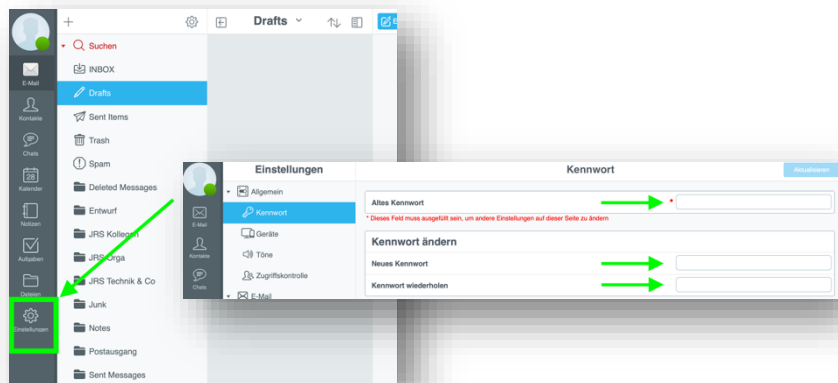 Drafts
E
Suchen
INBOX
E-Mail
Drafts
Kontakte
Sent Items
Chats
Trash
Spam
28
Kalender
Deleted Messages
Entwurf
Notizen
JRS Kollegen
JRS Orga
Aufgaben
JRS Technik & Co
Dateien
Junk
Einstellungen
Notes
Postausgang
Sent Messages
Einstellungen
Kennwort
Aktualisieren
Allgemein
Kennwort
E-Mail
Geräte
Töne
Kontakte
Zugriffskontrolle
Chats
E-Mail
Altes Kennwort *
* Dieses Feld muss ausgefüllt sein, um andere Einstellungen auf dieser Seite zu ändern
Kennwort ändern
Neues Kennwort
Kennwort wiederholen